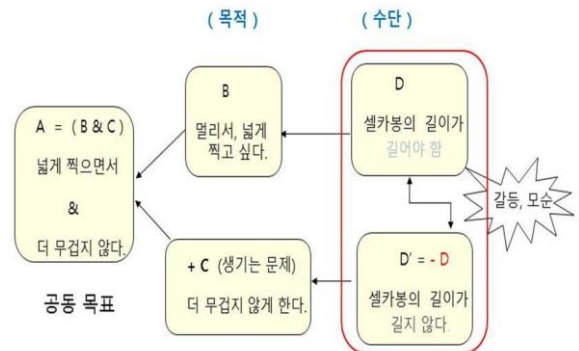 ( 목적 )
( 수단 )
A = ( B & C )
넓게 찍으면서
&
더 무겁지 않다.
공동 목표
B
멀리서, 넓게
찍고 싶다.
+ C (생기는 문제)
더 무겁지 않게 한다.
D
셀카봉의 길이가
길어야 함
갈등, 모순
D' = - D
셀카봉의 길이가
길지 않다.